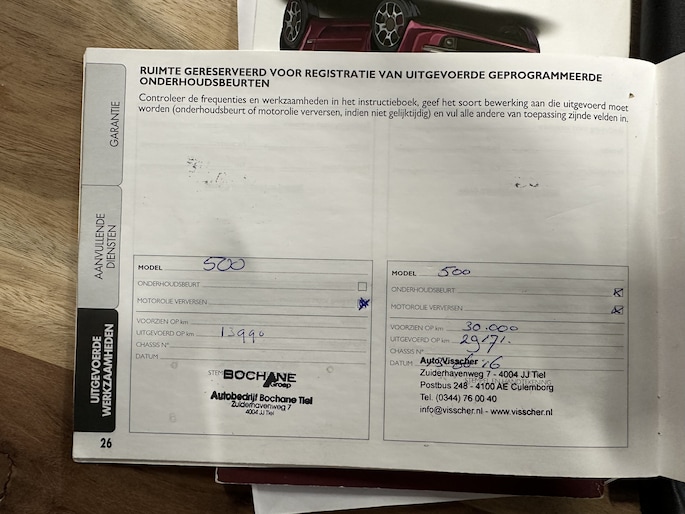 RUIMTE GERESERVEERD VOOR REGISTRATIE VAN UITGEVOERDE GEPROGRAMMEERDE
ONDERHOUDSBEURTEN
Controleer de frequenties en werkzaamheden in het instructieboek, geef het soort bewerking aan die uitgevoerd moet
worden (onderhoudsbeurt of motorolie verversen, indien niet gelijktijdig) en vul alle andere van toepassing zijnde velden in.
GARANTIE
AANVULLENDE
DIENSTEN
UITGEVOERDE
WERKZAAMHEDEN
MODEL 500
ONDERHOUDSBEURT
MOTOROLIE VERVERSEN
VOORZIEN OP km
UITGEVOERD OP km 13990
CHASSIS N°
DATUM
STEM
BOCHANE
Groep
Autobedrijf Bochane Tiel
Zuiderhavenweg 7
4004 JJ Tiel
MODEL 500
ONDERHOUDSBEURT
MOTOROLIE VERVERSEN
VOORZIEN OP km 30.000
UITGEVOERD OP km 29171.
CHASSIS N°
DATUM Auto Visscher
Zuiderhavenweg 7 - 4004 JJ Tiel
Postbus 248 - 4100 AE Culemborg
Tel. (0344) 76 00 40
info@visscher.nl - www.visscher.nl
26